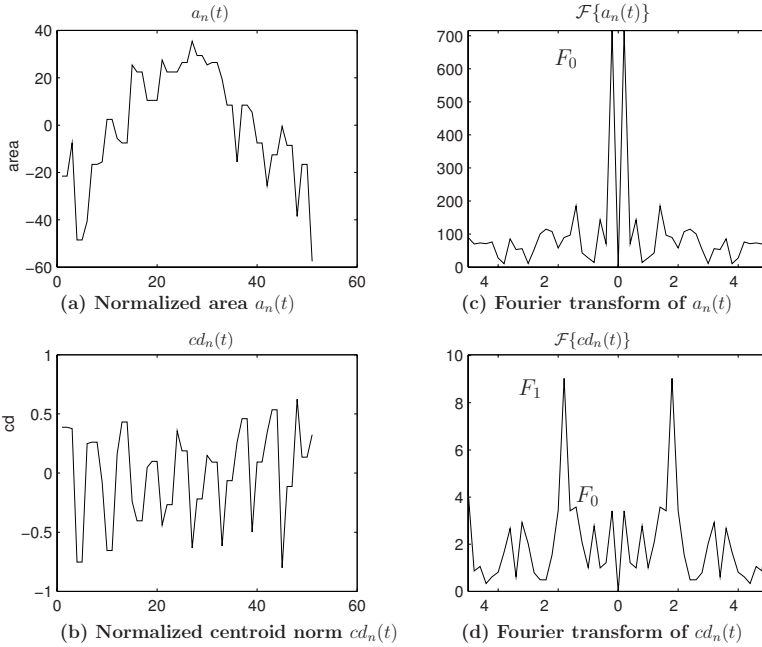 a_n(t)
40
20
0
−20
−40
−60
area
0 20 40 60
(a) Normalized area a_n(t)
F{a_n(t)}
700
600
500
400
300
200
100
0
F_0
4 2 0 2 4
(c) Fourier transform of a_n(t)
cd_n(t)
1
0.5
0
−0.5
−1
cd
0 20 40 60
(b) Normalized centroid norm cd_n(t)
F{cd_n(t)}
10
8
6
4
2
0
F_1
F_0
4 2 0 2 4
(d) Fourier transform of cd_n(t)